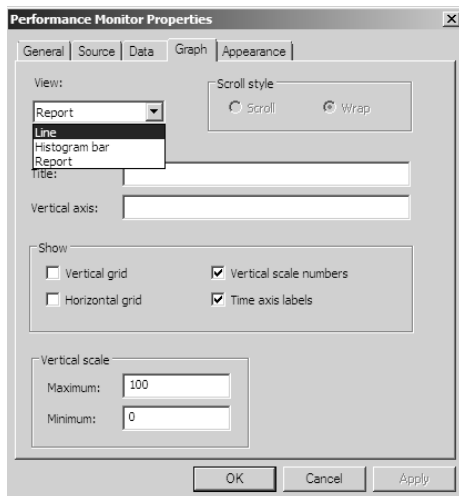 Performance Monitor Properties
General Source Data Graph Appearance
View:
Report
Line
Histogram bar
Report
Scroll style
Scroll Wrap
Title:
Vertical axis:
Show
Vertical grid Vertical scale numbers
Horizontal grid Time axis labels
Vertical scale
Maximum: 100
Minimum: 0
OK Cancel Apply